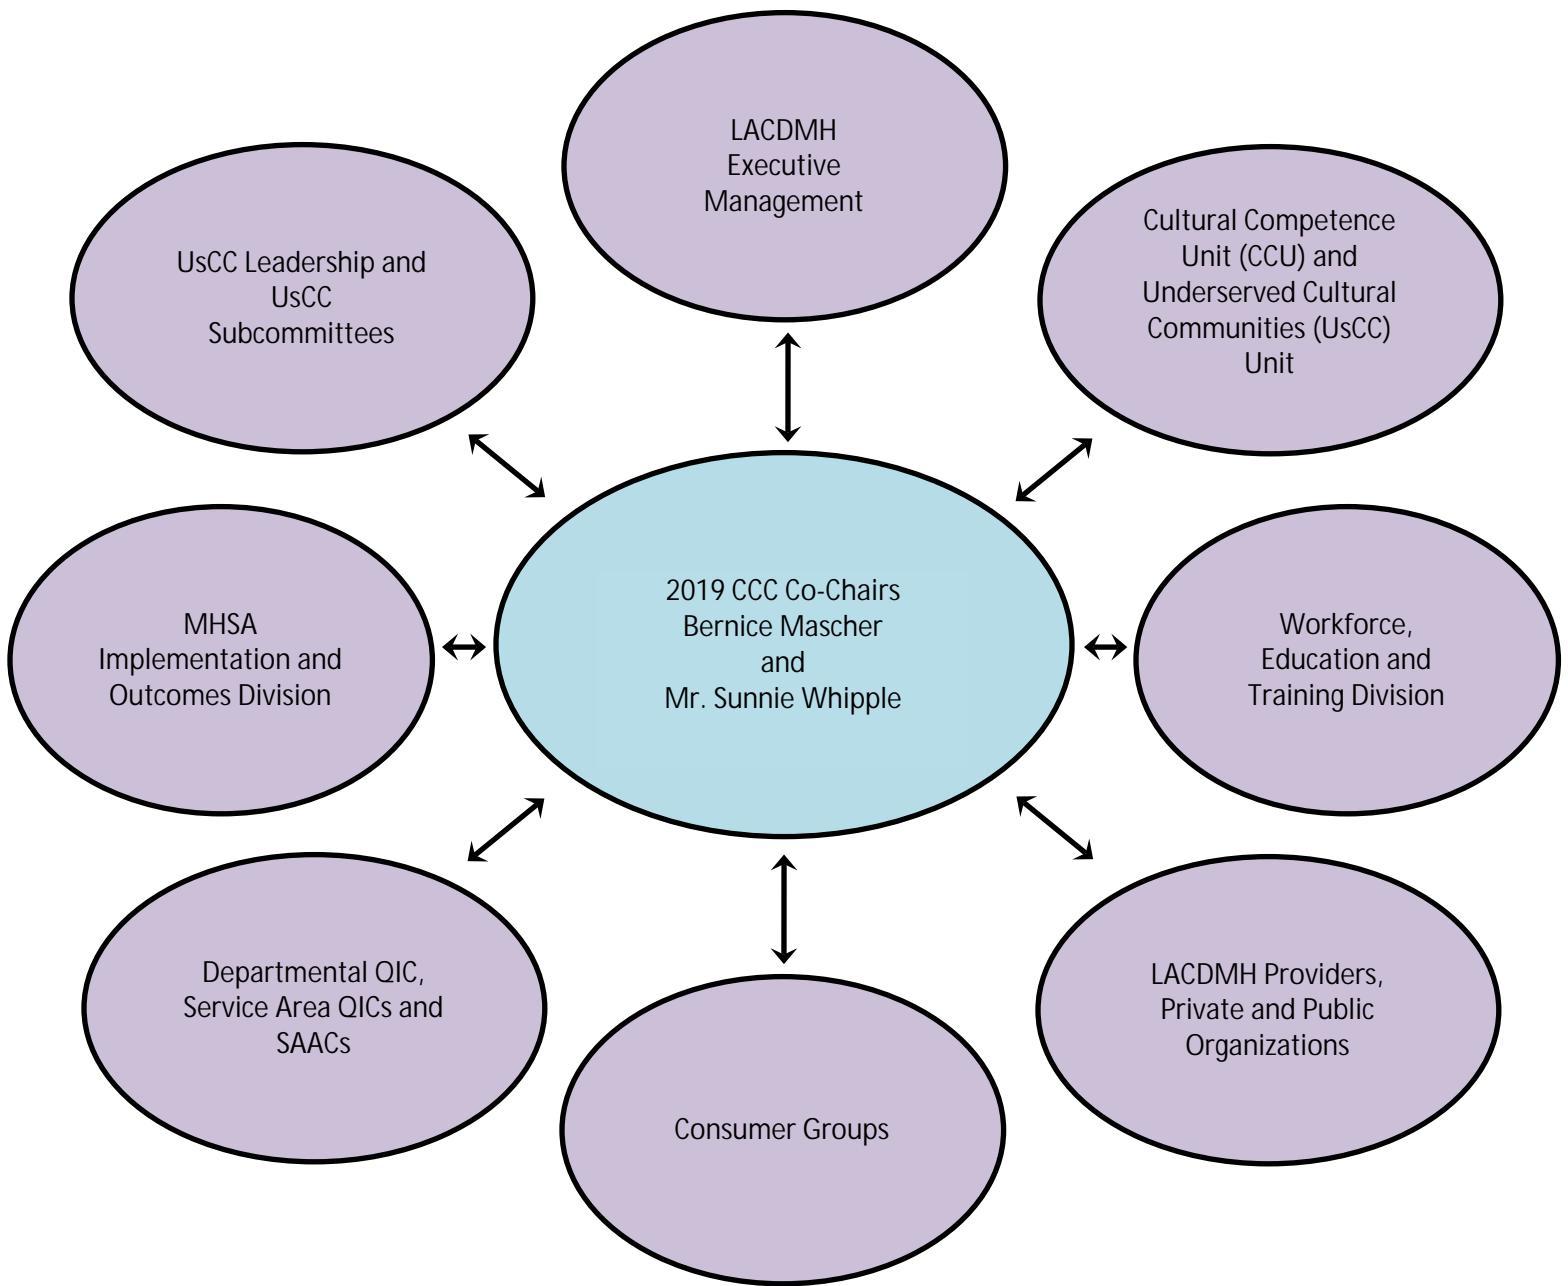 LACDMH
Executive
Management
UsCC Leadership and
UsCC
Subcommittees
Cultural Competence
Unit (CCU) and
Underserved Cultural
Communities (UsCC)
Unit
MHSA
Implementation and
Outcomes Division
2019 CCC Co-Chairs
Bernice Mascher
and
Mr. Sunnie Whipple
Workforce,
Education and
Training Division
Departmental QIC,
Service Area QICs and
SAACs
Consumer Groups
LACDMH Providers,
Private and Public
Organizations